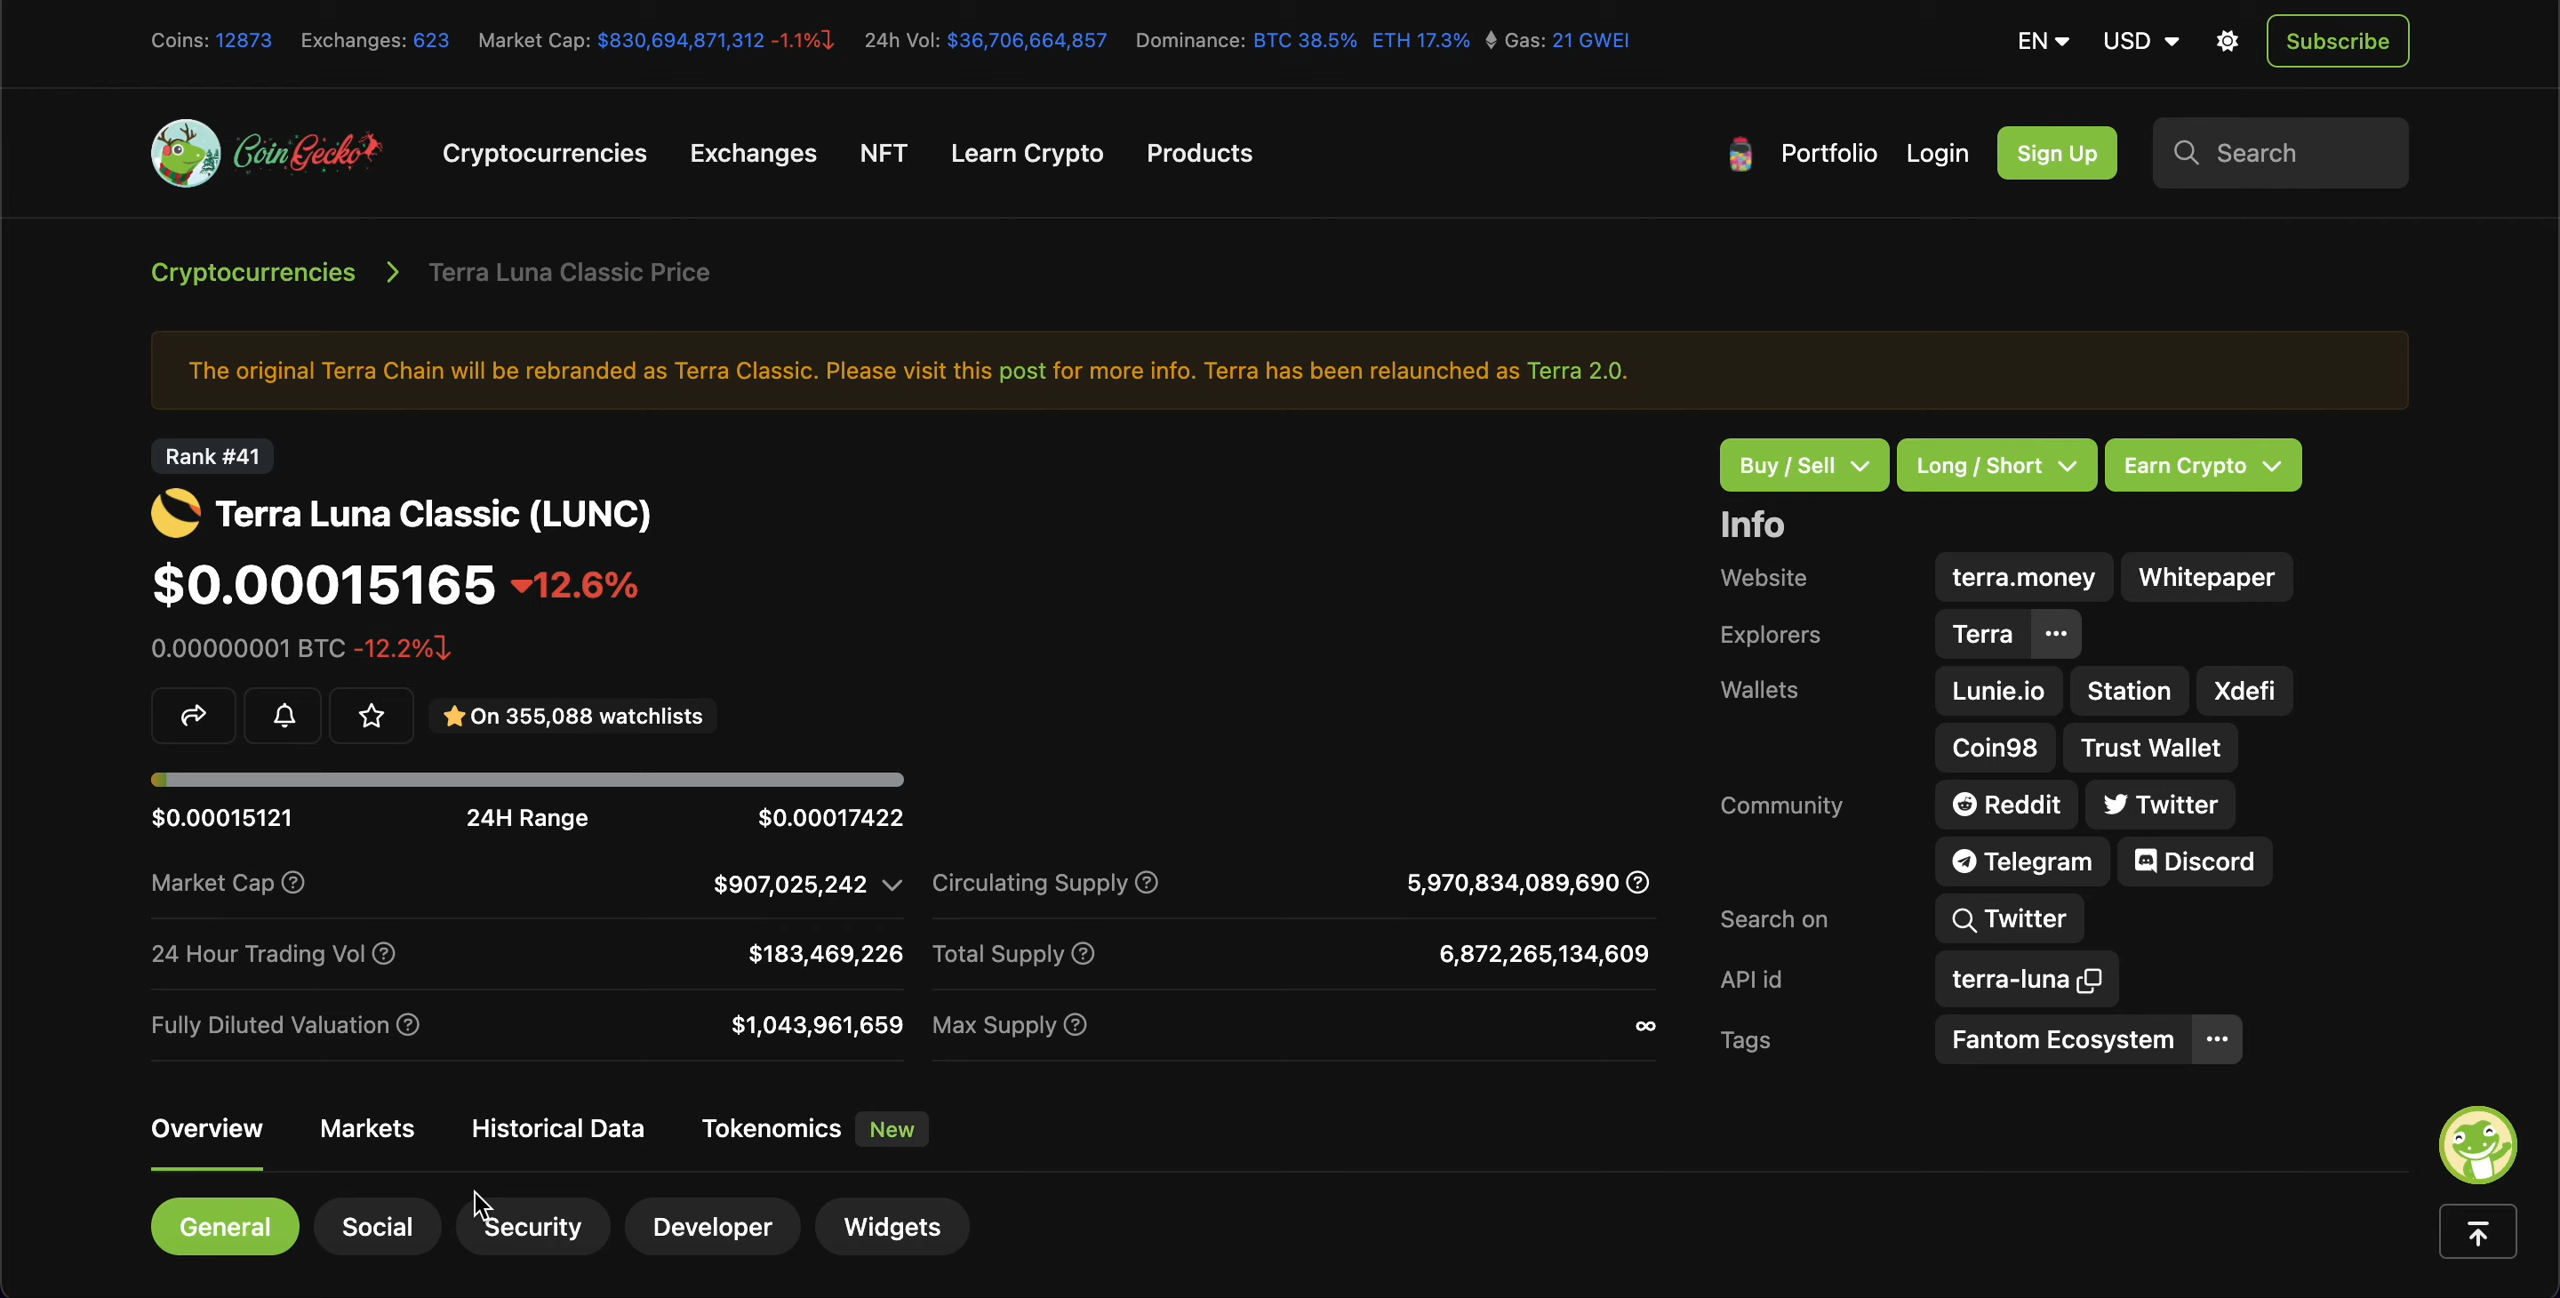 Coins: 12873 Exchanges: 623 Market Cap: $830,694,871,312 -1.1% 24h Vol: $36,706,664,857 Dominance: BTC 38.5% ETH 17.3% Gas: 21 GWEI EN USD Subscribe
CoinGecko Cryptocurrencies Exchanges NFT Learn Crypto Products Portfolio Login Sign Up Search
Cryptocurrencies > Terra Luna Classic Price
The original Terra Chain will be rebranded as Terra Classic. Please visit this post for more info. Terra has been relaunched as Terra 2.0.
Rank #41
Terra Luna Classic (LUNC)
$0.00015165 12.6%
0.00000001 BTC -12.2%
On 355,088 watchlists
$0.00015121 24H Range $0.00017422
Market Cap $907,025,242
24 Hour Trading Vol $183,469,226
Fully Diluted Valuation $1,043,961,659
Circulating Supply 5,970,834,089,690
Total Supply 6,872,265,134,609
Max Supply ∞
Buy / Sell Long / Short Earn Crypto
Info
Website terra.money Whitepaper
Explorers Terra ...
Wallets Lunie.io Station Xdefi
Coin98 Trust Wallet
Community Reddit Twitter
Telegram Discord
Search on Twitter
API id terra-luna
Tags Fantom Ecosystem ...
Overview Markets Historical Data Tokenomics New
General Social Security Developer Widgets